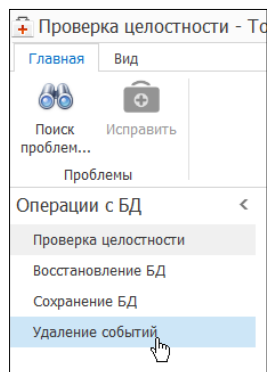 Проверка целостности - То
Главная Вид
Поиск проблем...
Исправить
Проблемы
Операции с БД <
Проверка целостности
Восстановление БД
Сохранение БД
Удаление событий